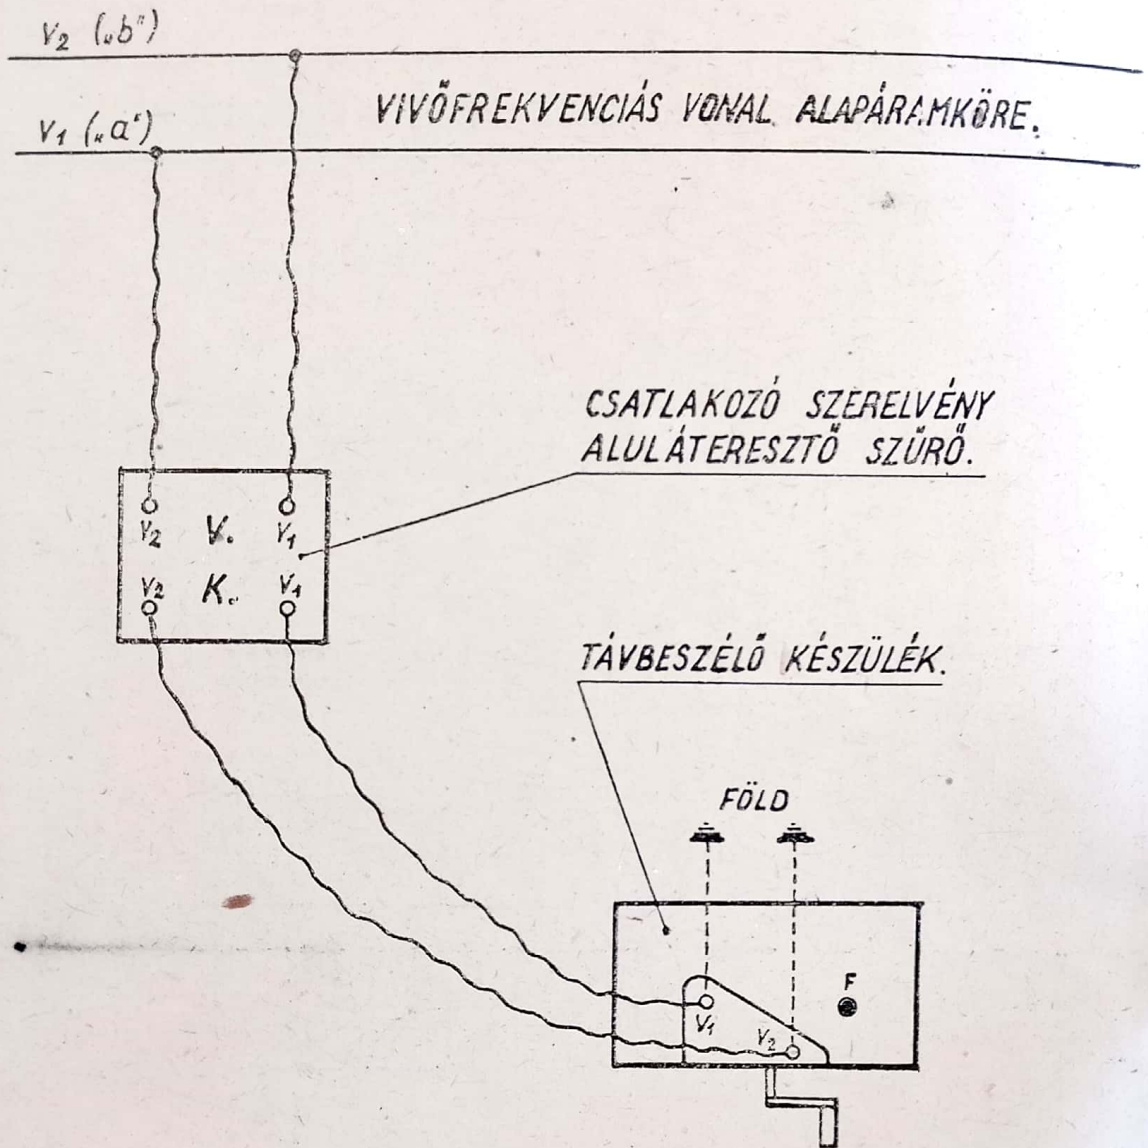 V2 („b")
V1 („a")
VIVŐFREKVENCIÁS VONAL ALAPÁRAMKÖRE.
CSATLAKOZÓ SZERELVÉNY
ALULÁTERESZTŐ SZŰRŐ.
V2 V. V1
V2 K. V1
TÁVBESZÉLŐ KÉSZÜLÉK.
FÖLD
F
V1
V2